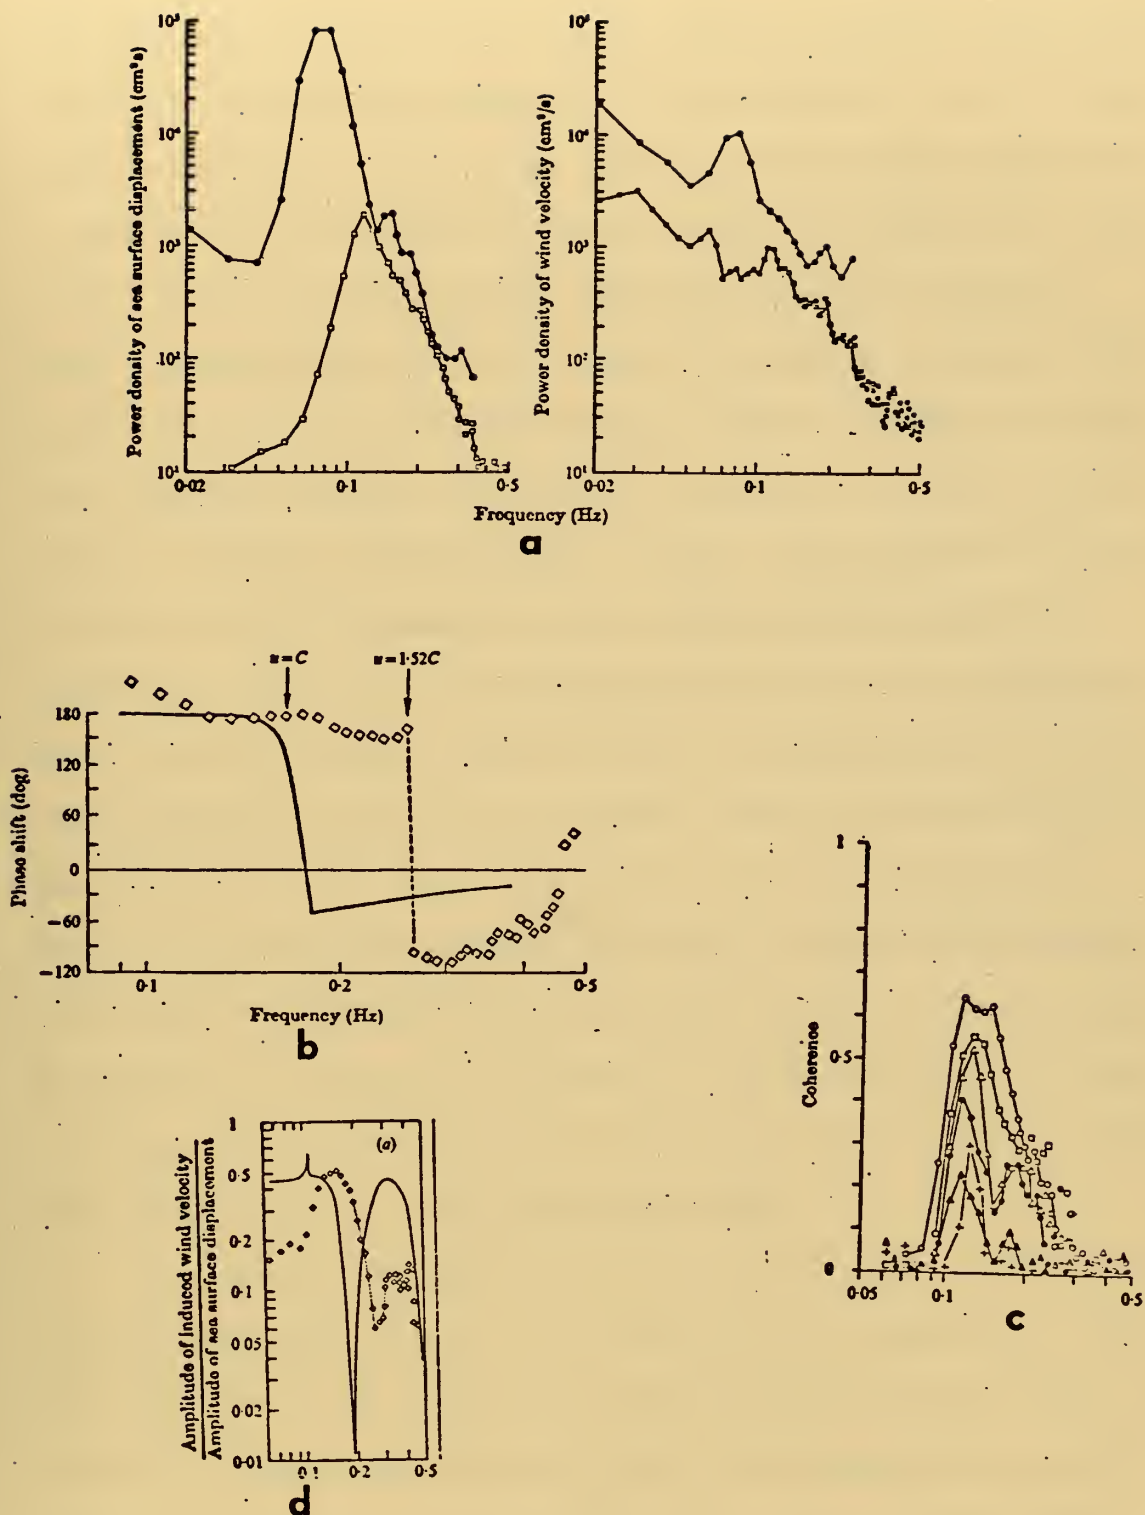 Power density of sea surface displacement (cm²s)
10⁵
10⁴
10³
10²
10¹
0·02
0·1
0·5
Power density of wind velocity (cm²/s)
10⁵
10⁴
10³
10²
10¹
0·02
0·1
0·5
Frequency (Hz)
a
u=C
u=1·52C
Phase shift (deg)
180
120
60
0
−60
−120
0·1
0·2
0·5
Frequency (Hz)
b
Coherence
1
0·5
0
0·05
0·1
0·2
0·5
c
Amplitude of induced wind velocity
Amplitude of sea surface displacement
(a)
1
0·5
0·2
0·1
0·05
0·02
0·01
0·1
0·2
0·5
d